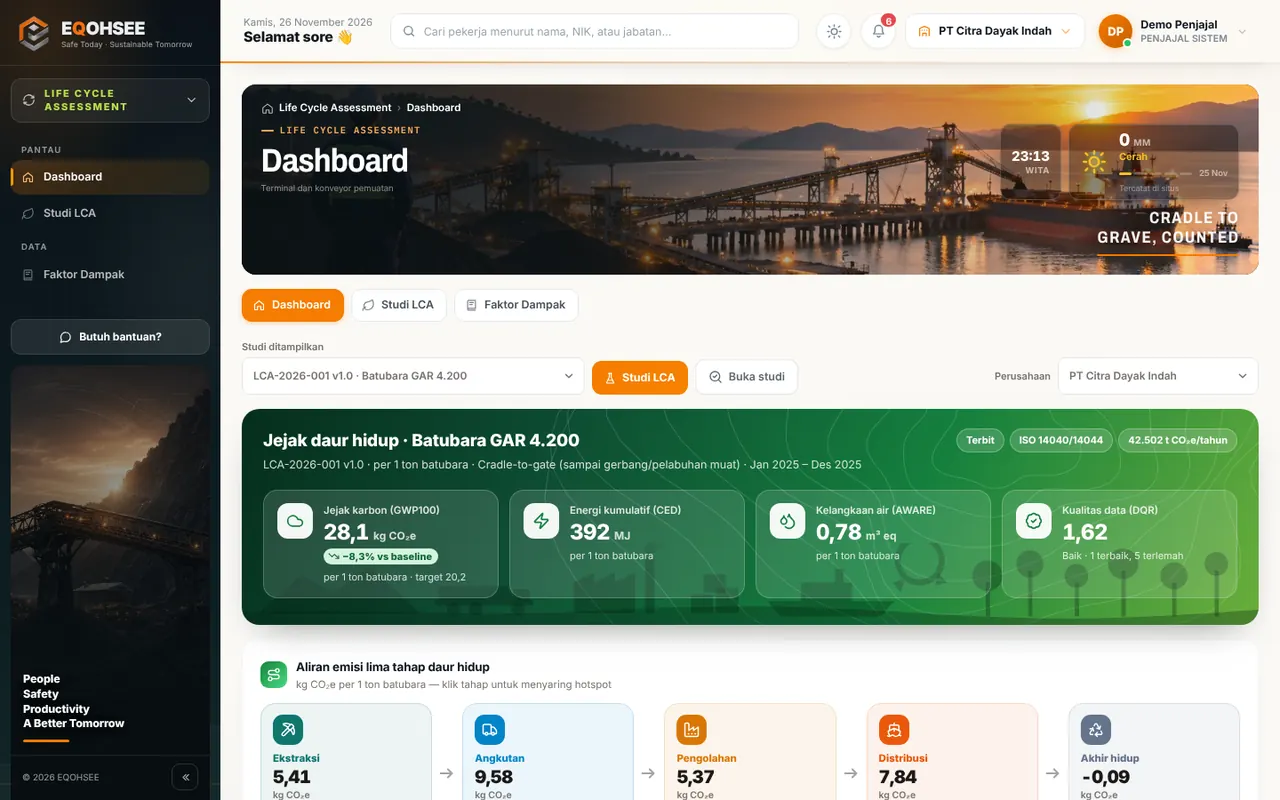 EQOHSEE
Safe Today · Sustainable Tomorrow
LIFE CYCLE
ASSESSMENT
PANTAU
Dashboard
Studi LCA
DATA
Faktor Dampak
Butuh bantuan?
People
Safety
Productivity
A Better Tomorrow
© 2026 EQOHSEE
Kamis, 26 November 2026
Selamat sore 👋
Cari pekerja menurut nama, NIK, atau jabatan...
6
PT Citra Dayak Indah
DP
Demo Penjajal
PENJAJAL SISTEM
Life Cycle Assessment › Dashboard
LIFE CYCLE ASSESSMENT
Dashboard
Terminal dan konveyor pemuatan
23:13
WITA
0 MM
Cerah
25 Nov
Tercatat di situs
CRADLE TO
GRAVE, COUNTED
Dashboard
Studi LCA
Faktor Dampak
Studi ditampilkan
LCA-2026-001 v1.0 · Batubara GAR 4.200
Studi LCA
Buka studi
Perusahaan
PT Citra Dayak Indah
Jejak daur hidup · Batubara GAR 4.200
Terbit
ISO 14040/14044
42.502 t CO₂e/tahun
LCA-2026-001 v1.0 · per 1 ton batubara · Cradle-to-gate (sampai gerbang/pelabuhan muat) · Jan 2025 – Des 2025
Jejak karbon (GWP100)
28,1 kg CO₂e
−8,3% vs baseline
per 1 ton batubara · target 20,2
Energi kumulatif (CED)
392 MJ
per 1 ton batubara
Kelangkaan air (AWARE)
0,78 m³ eq
per 1 ton batubara
Kualitas data (DQR)
1,62
Baik · 1 terbaik, 5 terlemah
Aliran emisi lima tahap daur hidup
kg CO₂e per 1 ton batubara — klik tahap untuk menyaring hotspot
Ekstraksi
5,41
kg CO₂e
Angkutan
9,58
kg CO₂e
Pengolahan
5,37
kg CO₂e
Distribusi
7,84
kg CO₂e
Akhir hidup
-0,09
kg CO₂e